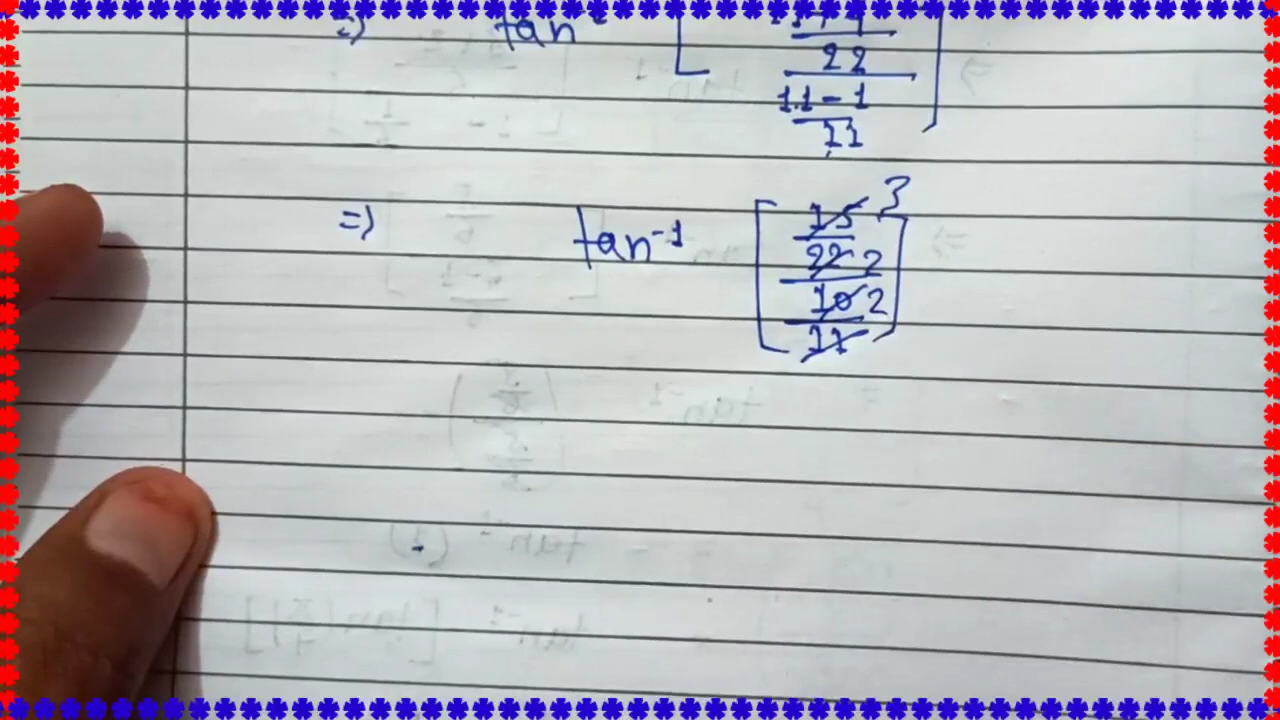 => tan⁻¹ [
22
11 - 1
11
=> tan⁻¹ [ 15 3
22 2
10 2
11 ]